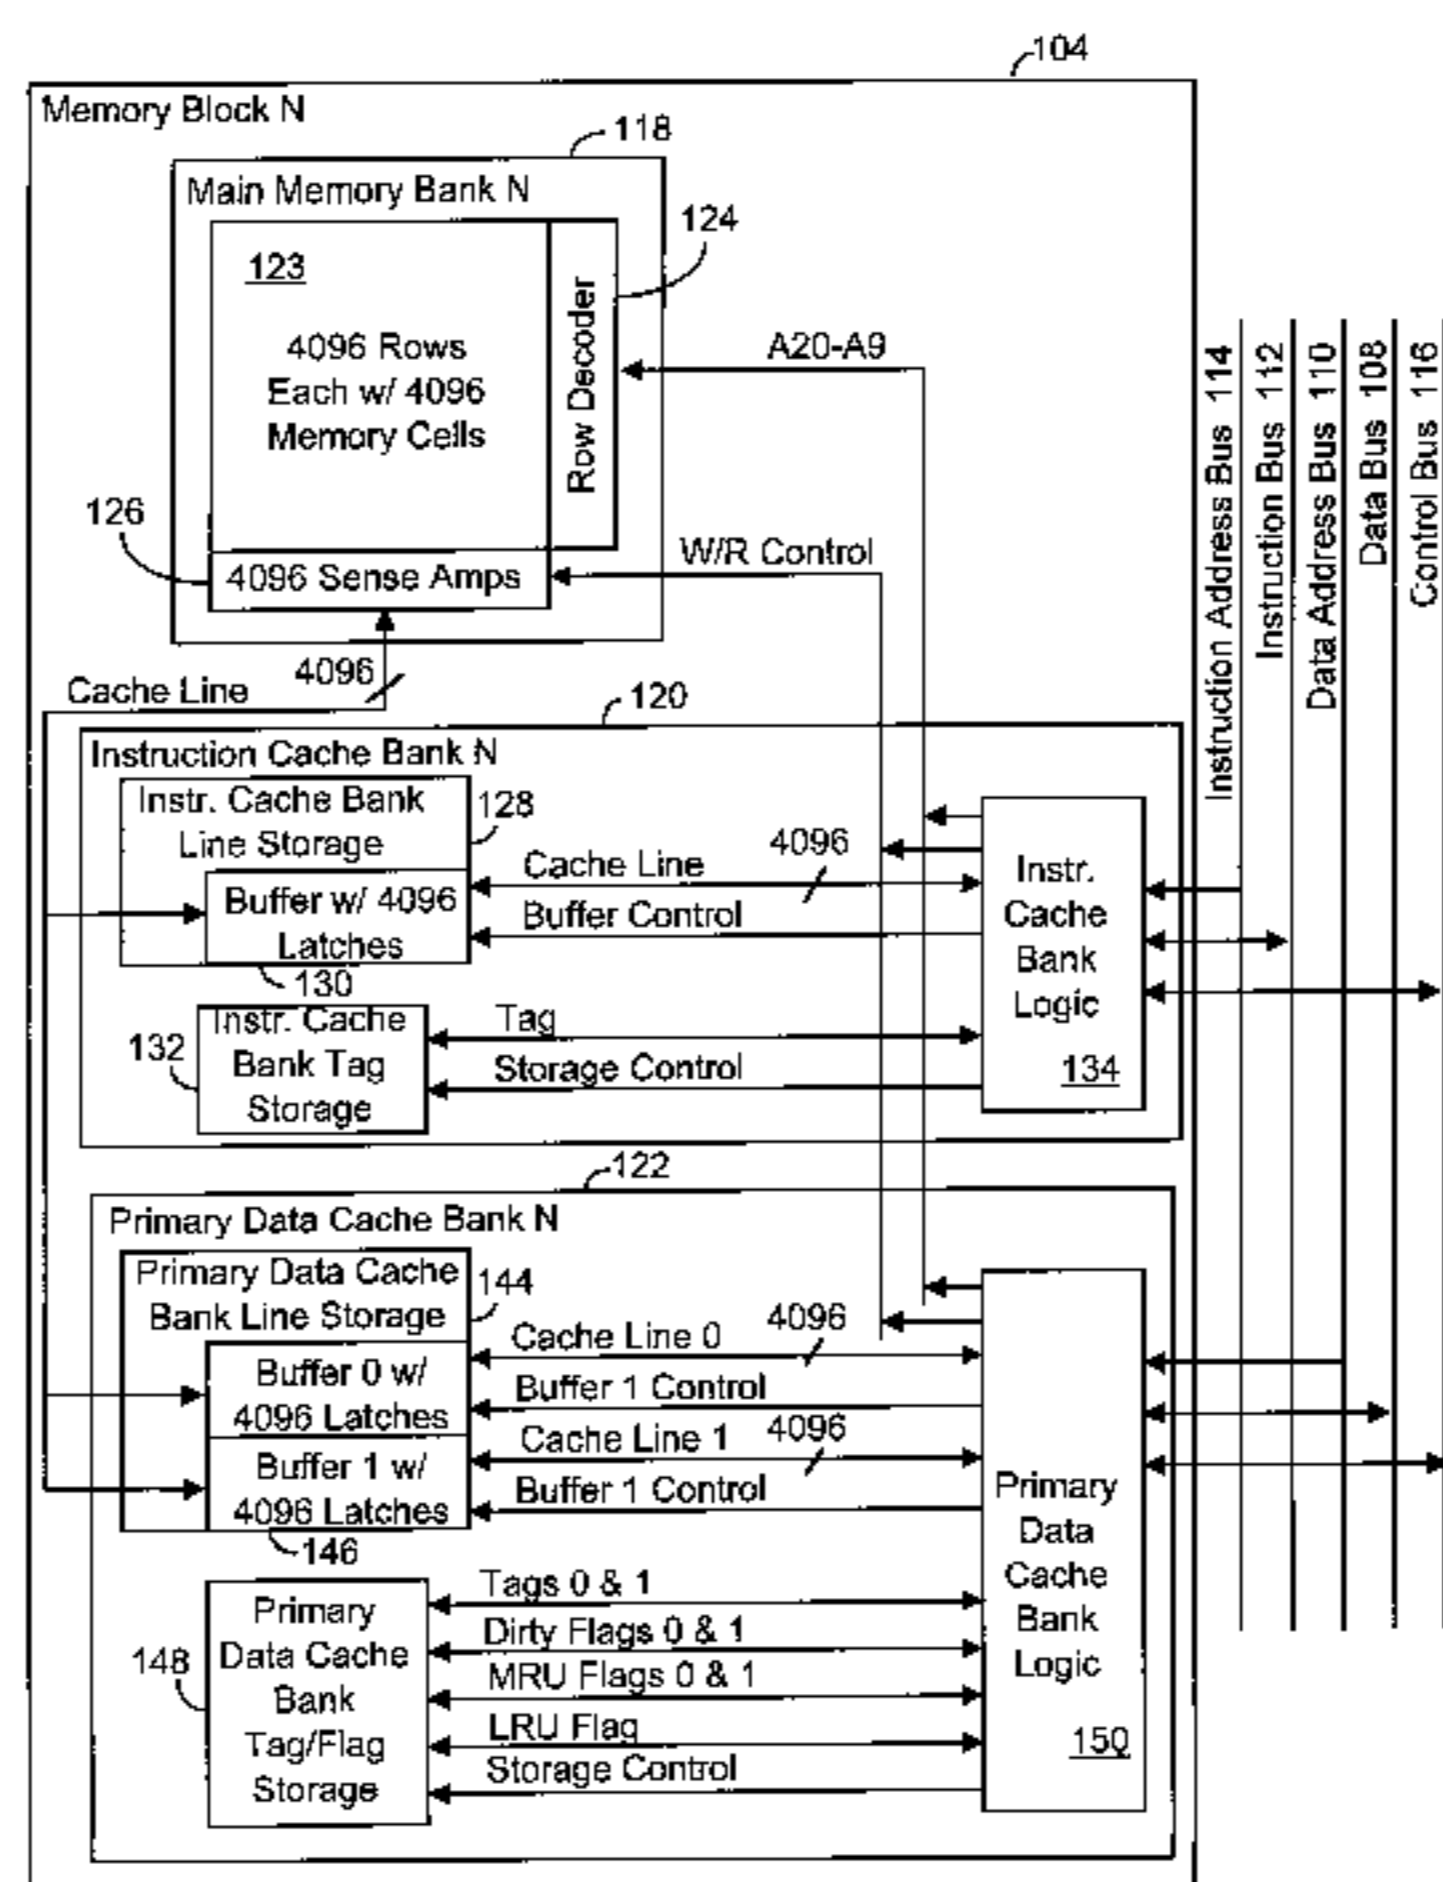 104
Memory Block N
118
Main Memory Bank N
124
123
4096 Rows
Each w/ 4096
Memory Cells
Row Decoder
A20-A9
126
4096 Sense Amps
W/R Control
4096
Cache Line
Instruction Address Bus 114
Instruction Bus 112
Data Address Bus 110
Data Bus 108
Control Bus 116
120
Instruction Cache Bank N
Instr. Cache Bank
Line Storage
128
Buffer w/ 4096
Latches
130
Cache Line
4096
Buffer Control
Instr.
Cache
Bank
Logic
134
132
Instr. Cache
Bank Tag
Storage
Tag
Storage Control
122
Primary Data Cache Bank N
Primary Data Cache
Bank Line Storage
144
Buffer 0 w/
4096 Latches
Buffer 1 w/
4096 Latches
146
Cache Line 0
4096
Buffer 1 Control
Cache Line 1
4096
Buffer 1 Control
Primary
Data
Cache
Bank
Logic
150
148
Primary
Data Cache
Bank
Tag/Flag
Storage
Tags 0 & 1
Dirty Flags 0 & 1
MRU Flags 0 & 1
LRU Flag
Storage Control